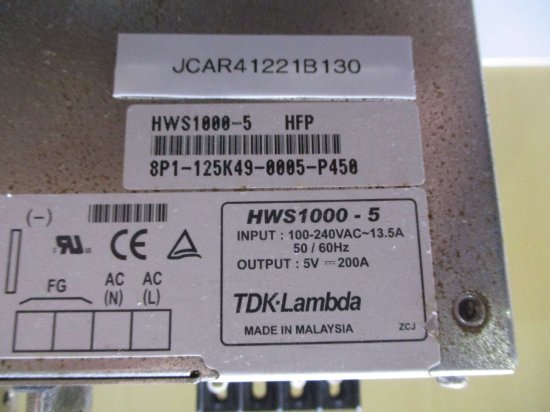 JCAR41221B130
HWS1000-5 HFP
8P1-125K49-0005-P450
(-)
HWS1000 - 5
INPUT : 100-240VAC~13.5A
50 / 60Hz
OUTPUT : 5V ⎓ 200A
FG
AC (N)
AC (L)
TDK·Lambda
MADE IN MALAYSIA
ZCJ